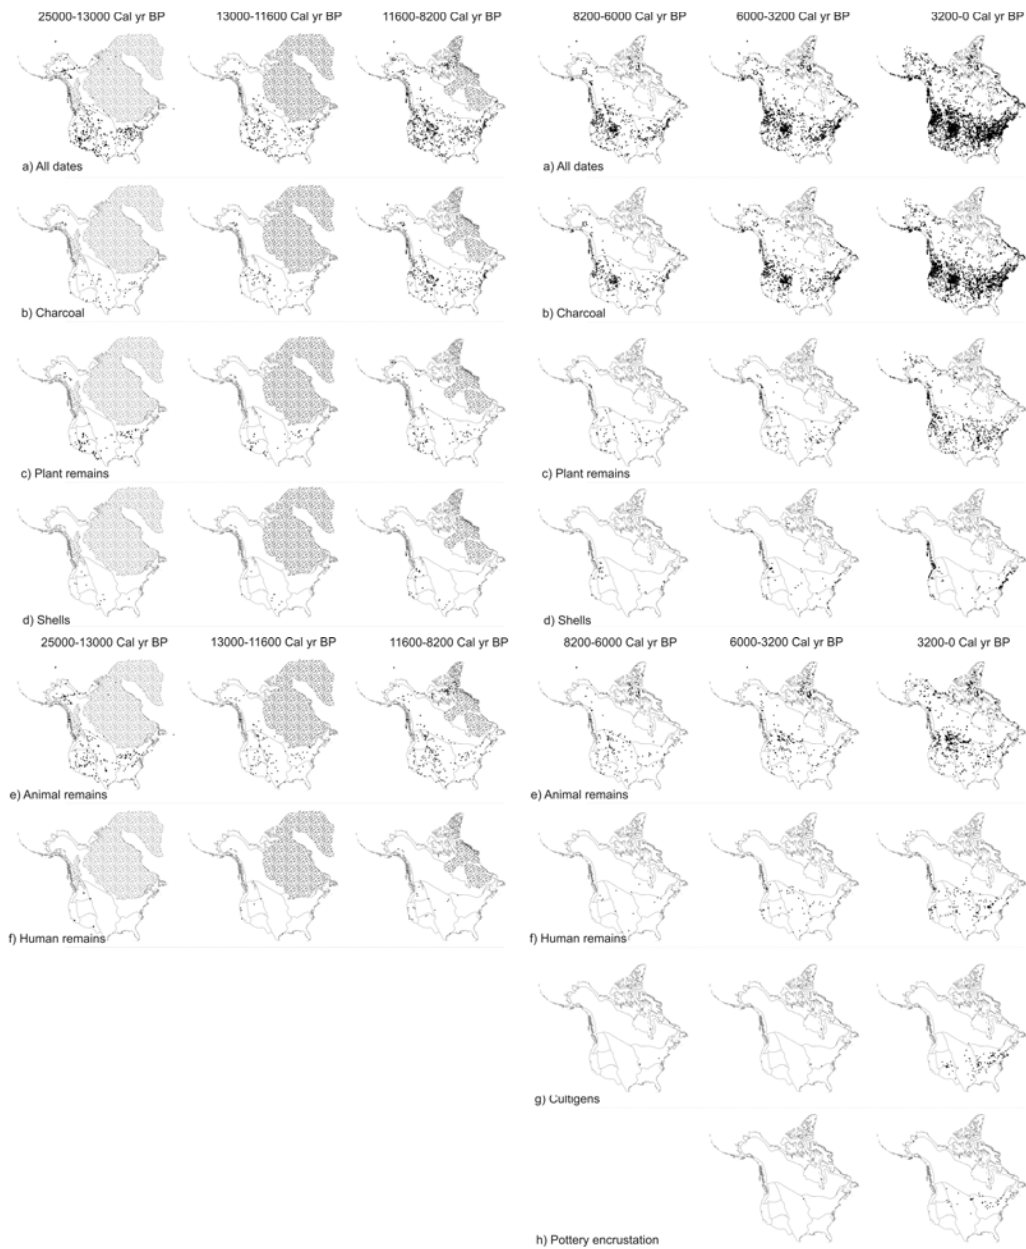 25000-13000 Cal yr BP 13000-11600 Cal yr BP 11600-8200 Cal yr BP 8200-6000 Cal yr BP 6000-3200 Cal yr BP 3200-0 Cal yr BP
a) All dates a) All dates
b) Charcoal b) Charcoal
c) Plant remains c) Plant remains
d) Shells d) Shells
25000-13000 Cal yr BP 13000-11600 Cal yr BP 11600-8200 Cal yr BP 8200-6000 Cal yr BP 6000-3200 Cal yr BP 3200-0 Cal yr BP
e) Animal remains e) Animal remains
f) Human remains f) Human remains
g) Cultigens
h) Pottery encrustation